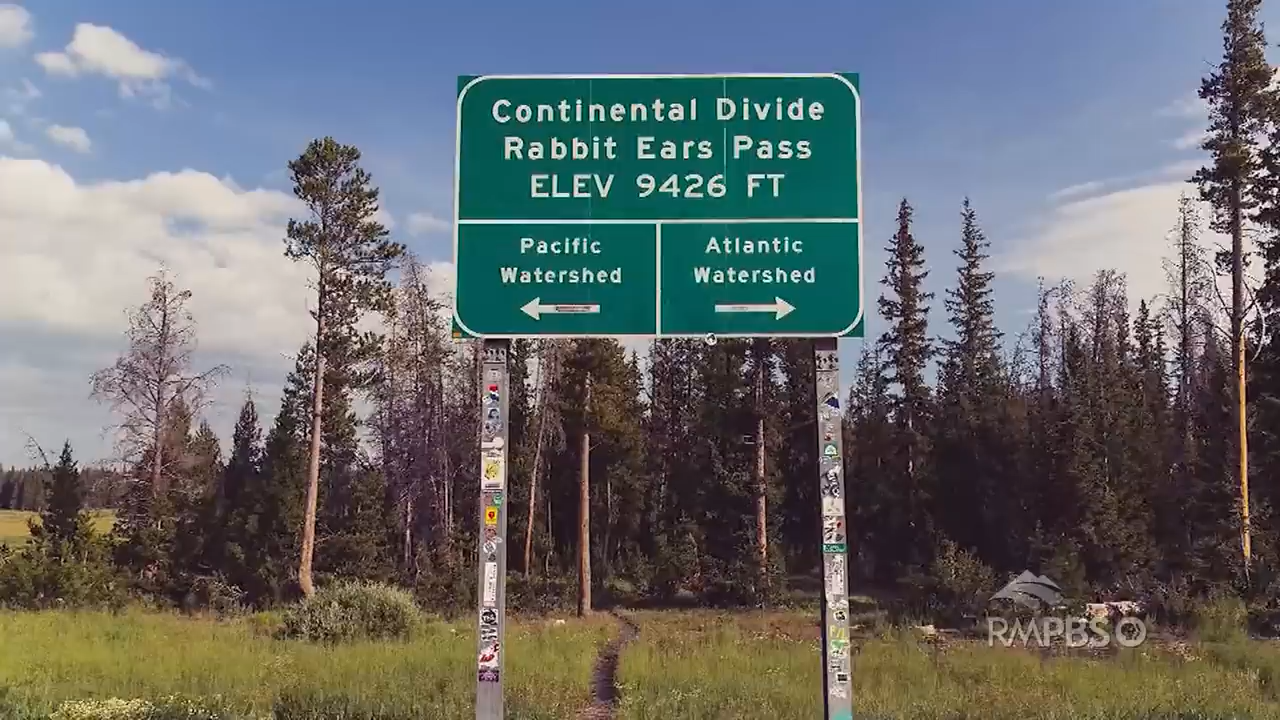 Continental Divide
Rabbit Ears Pass
ELEV 9426 FT
Pacific
Watershed
Atlantic
Watershed
RMPBS